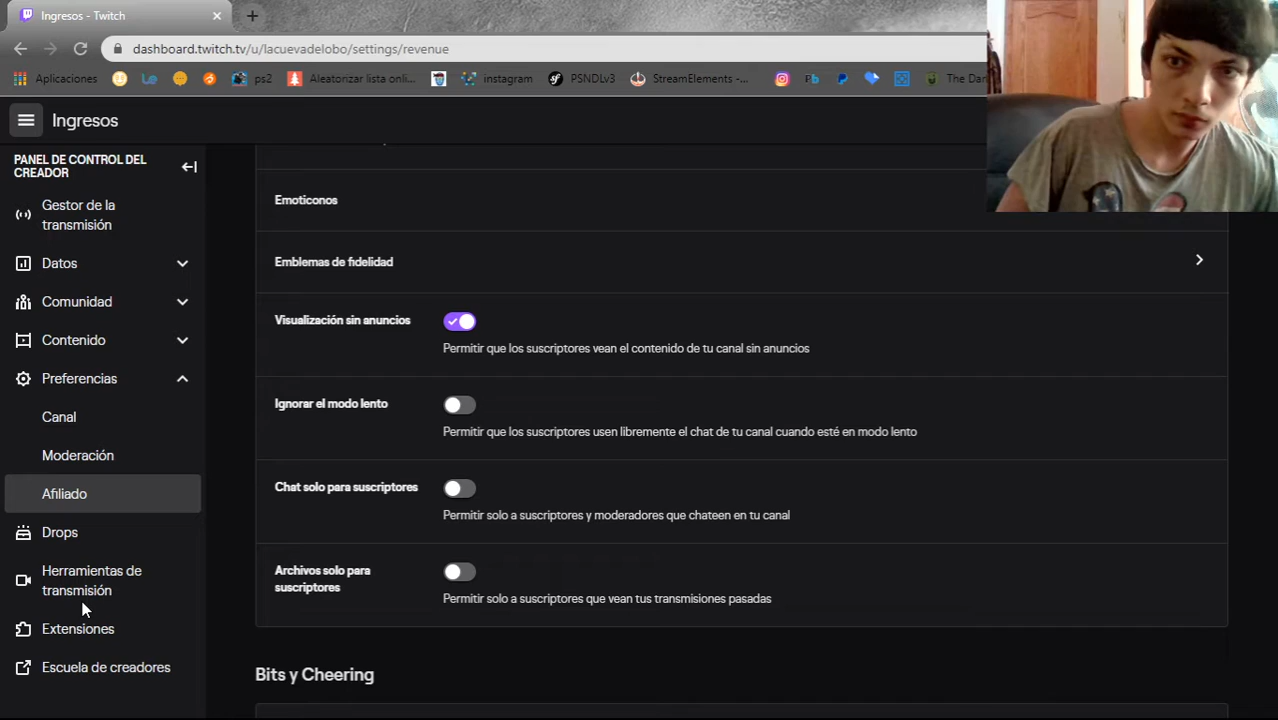 Ingresos - Twitch
dashboard.twitch.tv/u/lacuevadelobo/settings/revenue
Aplicaciones
ps2
Aleatorizar lista onli...
instagram
PSNDLv3
StreamElements -...
The Dar
Ingresos
PANEL DE CONTROL DEL
CREADOR
Gestor de la
transmisión
Datos
Comunidad
Contenido
Preferencias
Canal
Moderación
Afiliado
Drops
Herramientas de
transmisión
Extensiones
Escuela de creadores
Emoticonos
Emblemas de fidelidad
Visualización sin anuncios
Permitir que los suscriptores vean el contenido de tu canal sin anuncios
Ignorar el modo lento
Permitir que los suscriptores usen libremente el chat de tu canal cuando esté en modo lento
Chat solo para suscriptores
Permitir solo a suscriptores y moderadores que chateen en tu canal
Archivos solo para
suscriptores
Permitir solo a suscriptores que vean tus transmisiones pasadas
Bits y Cheering